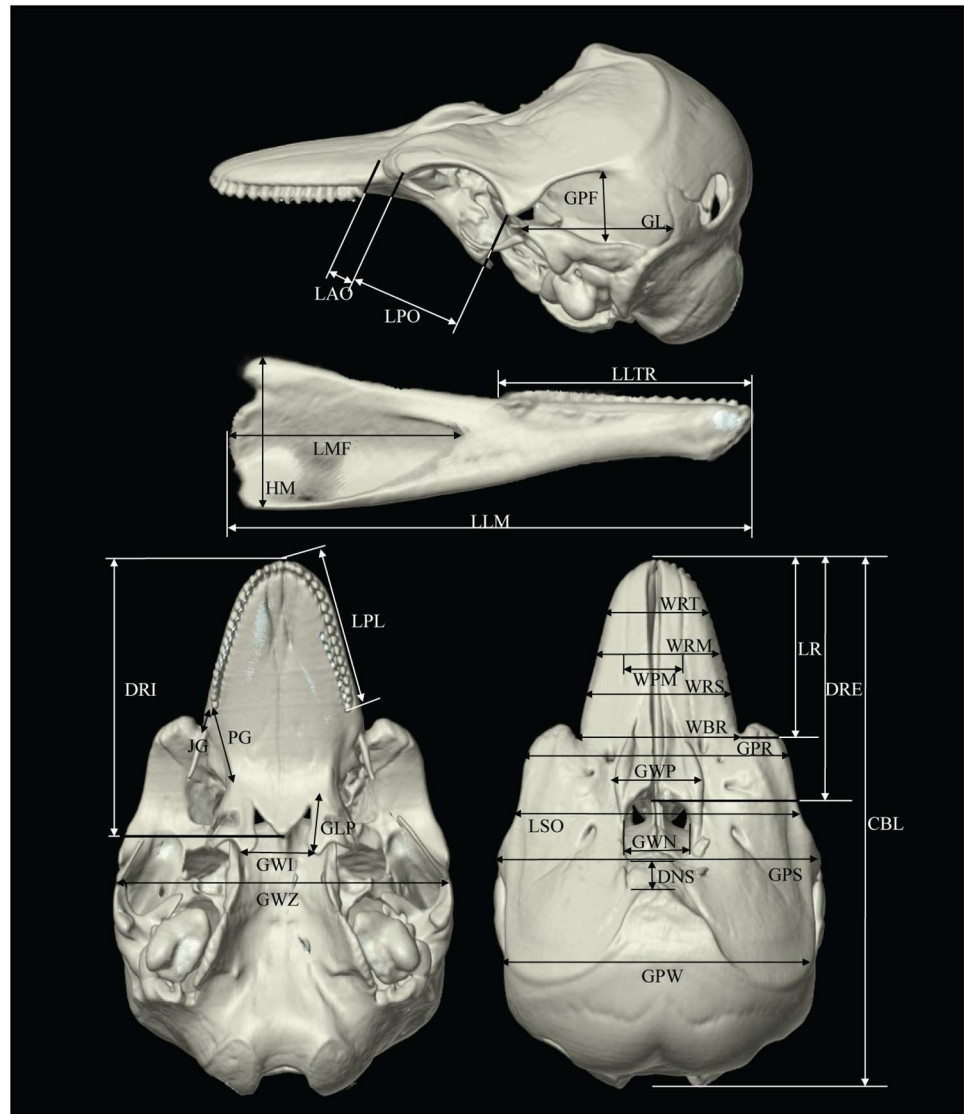 GPF
GL
LAO
LPO
LLTR
LMF
HM
LLM
LPL
DRI
JG
PG
GLP
GWI
GWZ
WRT
WRM
WPM
WRS
LR
DRE
WBR
GPR
GWP
LSO
CBL
GWN
GPS
DNS
GPW